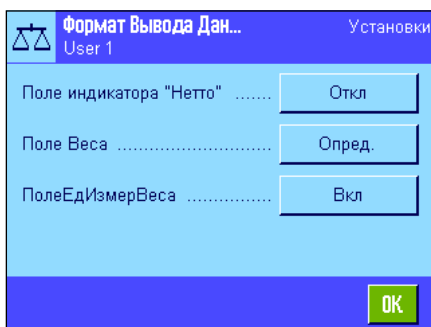 Формат Вывода Дан...
Установки
User 1
Поле индикатора "Нетто" ....... Откл
Поле Веса ............................ Опред.
ПолеЕдИзмерВеса ................ Вкл
OK